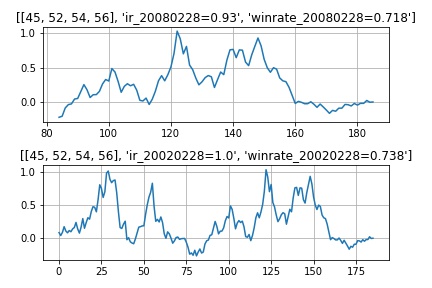 [[45, 52, 54, 56], 'ir_20080228=0.93', 'winrate_20080228=0.718']
1.0
0.5
0.0
80 100 120 140 160 180
[[45, 52, 54, 56], 'ir_20020228=1.0', 'winrate_20020228=0.738']
1.0
0.5
0.0
0 25 50 75 100 125 150 175